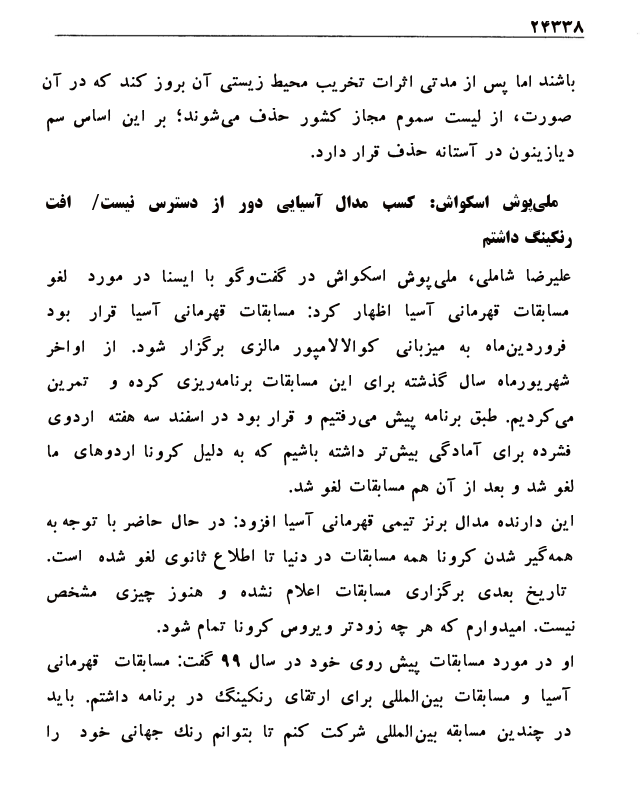 ۲۴۳۳۸
باشند اما پس از مدتی اثرات تخریب محیط زیستی آن بروز کند که در آن
صورت، از لیست سموم مجاز کشور حذف می‌شوند؛ بر این اساس سم
دیازینون در آستانه حذف قرار دارد.
ملی‌پوش اسکواش: کسب مدال آسیایی دور از دسترس نیست/ افت
رنکینگ داشتم
علیرضا شاملی، ملی‌پوش اسکواش در گفت‌وگو با ایسنا در مورد لغو
مسابقات قهرمانی آسیا اظهار کرد: مسابقات قهرمانی آسیا قرار بود
فروردین‌ماه به میزبانی کوالالامپور مالزی برگزار شود. از اواخر
شهریورماه سال گذشته برای این مسابقات برنامه‌ریزی کرده و تمرین
می‌کردیم. طبق برنامه پیش می‌رفتیم و قرار بود در اسفند سه هفته اردوی
فشرده برای آمادگی بیش‌تر داشته باشیم که به دلیل کرونا اردوهای ما
لغو شد و بعد از آن هم مسابقات لغو شد.
این دارنده مدال برنز تیمی قهرمانی آسیا افزود: در حال حاضر با توجه به
همه‌گیر شدن کرونا همه مسابقات در دنیا تا اطلاع ثانوی لغو شده است.
تاریخ بعدی برگزاری مسابقات اعلام نشده و هنوز چیزی مشخص
نیست. امیدوارم که هر چه زودتر ویروس کرونا تمام شود.
او در مورد مسابقات پیش روی خود در سال ۹۹ گفت: مسابقات قهرمانی
آسیا و مسابقات بین‌المللی برای ارتقای رنکینگ در برنامه داشتم. باید
در چندین مسابقه بین‌المللی شرکت کنم تا بتوانم رنک جهانی خود را